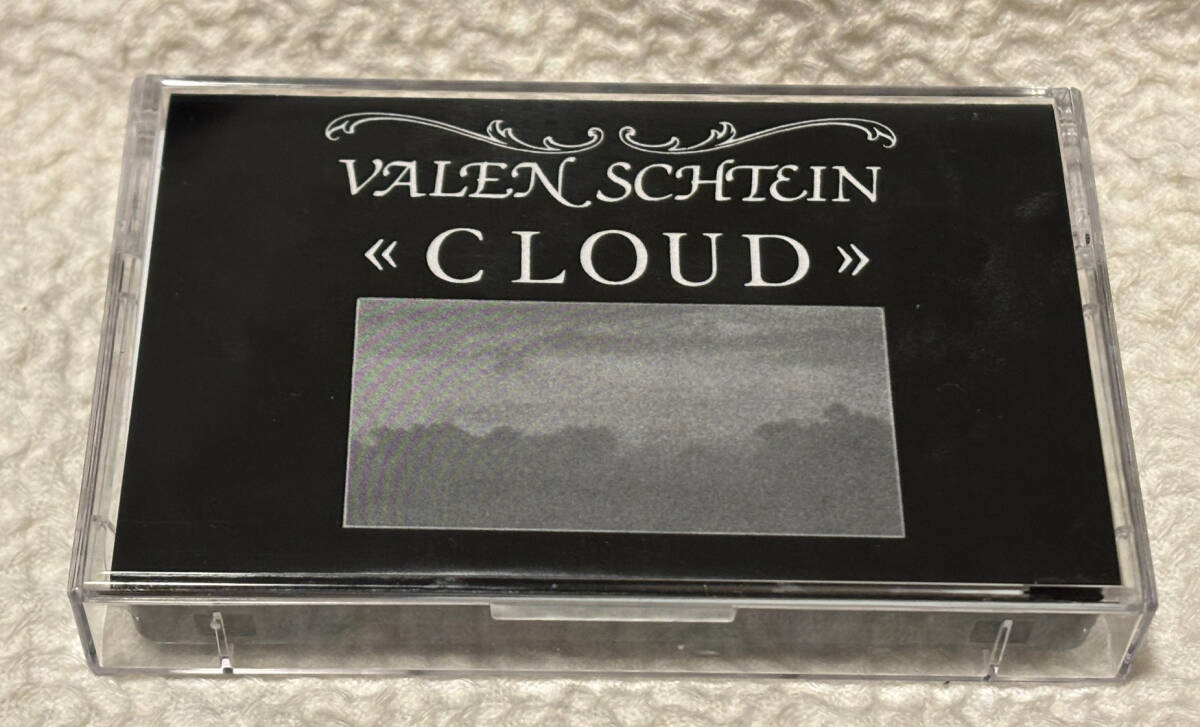 VALEN SCHTEIN
« CLOUD »